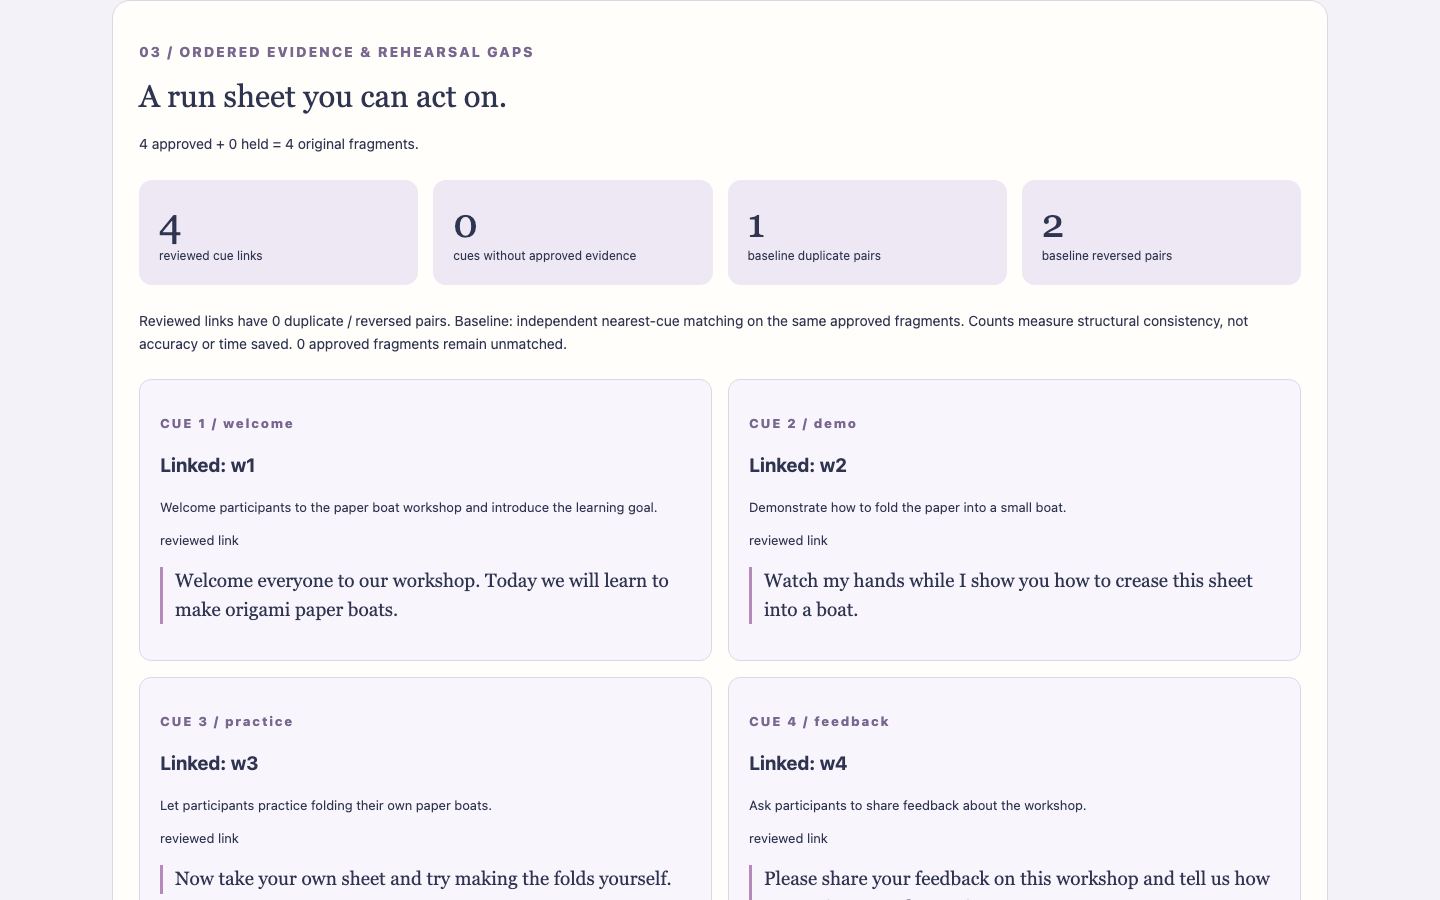 03 / ORDERED EVIDENCE & REHEARSAL GAPS
A run sheet you can act on.
4 approved + 0 held = 4 original fragments.
4
reviewed cue links
0
cues without approved evidence
1
baseline duplicate pairs
2
baseline reversed pairs
Reviewed links have 0 duplicate / reversed pairs. Baseline: independent nearest-cue matching on the same approved fragments. Counts measure structural consistency, not
accuracy or time saved. 0 approved fragments remain unmatched.
CUE 1 / welcome
Linked: w1
Welcome participants to the paper boat workshop and introduce the learning goal.
reviewed link
Welcome everyone to our workshop. Today we will learn to
make origami paper boats.
CUE 2 / demo
Linked: w2
Demonstrate how to fold the paper into a small boat.
reviewed link
Watch my hands while I show you how to crease this sheet
into a boat.
CUE 3 / practice
Linked: w3
Let participants practice folding their own paper boats.
reviewed link
Now take your own sheet and try making the folds yourself.
CUE 4 / feedback
Linked: w4
Ask participants to share feedback about the workshop.
reviewed link
Please share your feedback on this workshop and tell us how